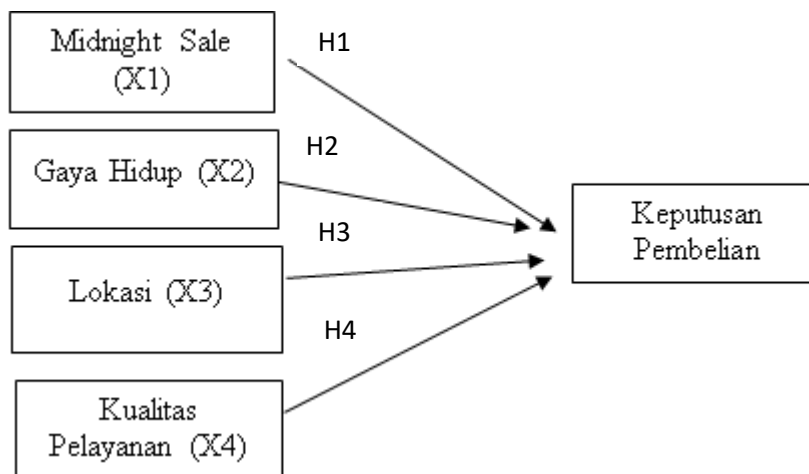 Midnight Sale
(X1)
H1
Gaya Hidup (X2)
H2
Lokasi (X3)
H3
Kualitas
Pelayanan (X4)
H4
Keputusan
Pembelian